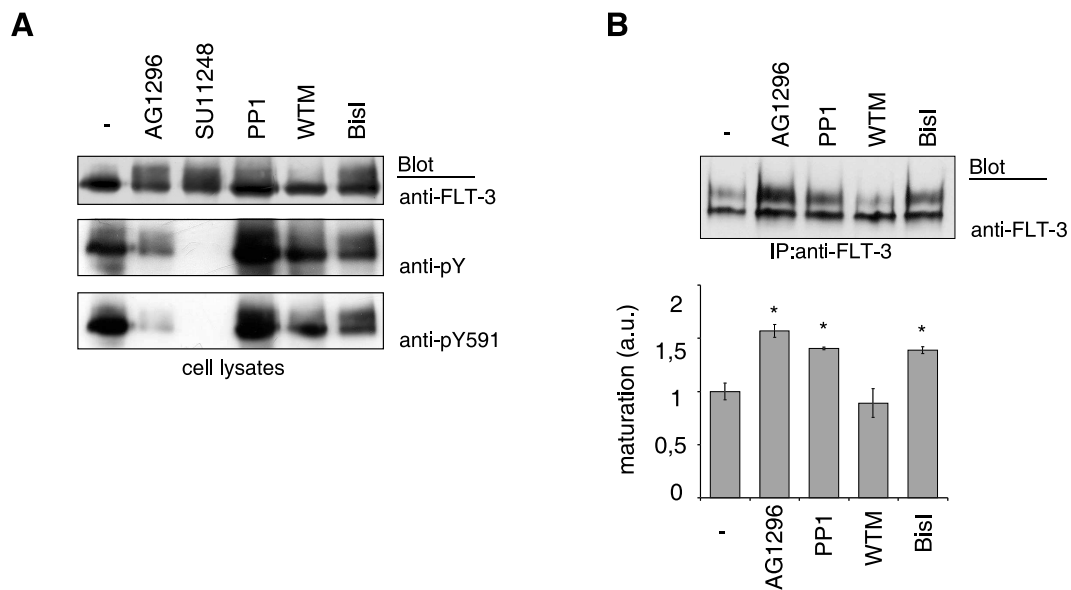 A
B
- AG1296 SU11248 PP1 WTM BisI
Blot
anti-FLT-3
anti-pY
anti-pY591
cell lysates
- AG1296 PP1 WTM BisI
Blot
anti-FLT-3
IP:anti-FLT-3
maturation (a.u.)
2
1,5
1
0,5
0
* * *
- AG1296 PP1 WTM BisI